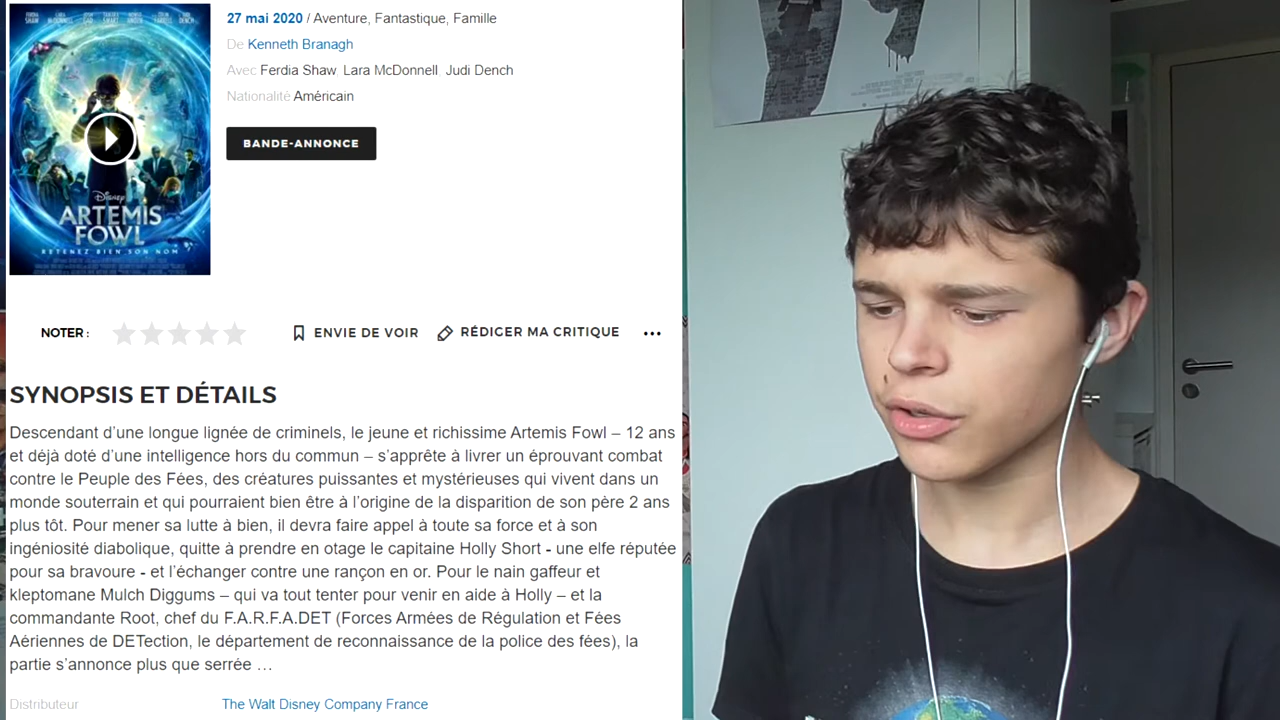 27 mai 2020 / Aventure, Fantastique, Famille
De Kenneth Branagh
Avec Ferdia Shaw, Lara McDonnell, Judi Dench
Nationalité Américain
BANDE-ANNONCE
Disney
ARTEMIS
FOWL
RETENEZ BIEN SON NOM
NOTER :
ENVIE DE VOIR
RÉDIGER MA CRITIQUE
SYNOPSIS ET DÉTAILS
Descendant d'une longue lignée de criminels, le jeune et richissime Artemis Fowl – 12 ans
et déjà doté d'une intelligence hors du commun – s'apprête à livrer un éprouvant combat
contre le Peuple des Fées, des créatures puissantes et mystérieuses qui vivent dans un
monde souterrain et qui pourraient bien être à l'origine de la disparition de son père 2 ans
plus tôt. Pour mener sa lutte à bien, il devra faire appel à toute sa force et à son
ingéniosité diabolique, quitte à prendre en otage le capitaine Holly Short - une elfe réputée
pour sa bravoure - et l'échanger contre une rançon en or. Pour le nain gaffeur et
kleptomane Mulch Diggums – qui va tout tenter pour venir en aide à Holly – et la
commandante Root, chef du F.A.R.F.A.DET (Forces Armées de Régulation et Fées
Aériennes de DETection, le département de reconnaissance de la police des fées), la
partie s'annonce plus que serrée …
Distributeur The Walt Disney Company France